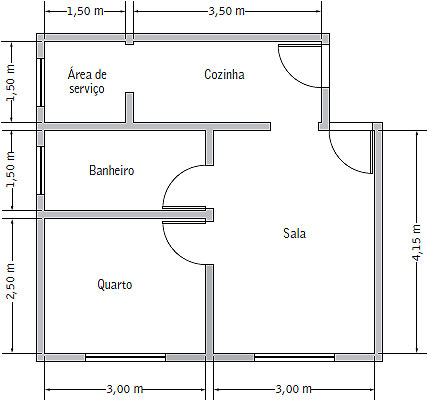 1,50 m
3,50 m
1,50 m
Área de
serviço
Cozinha
1,50 m
Banheiro
Sala
4,15 m
2,50 m
Quarto
3,00 m
3,00 m